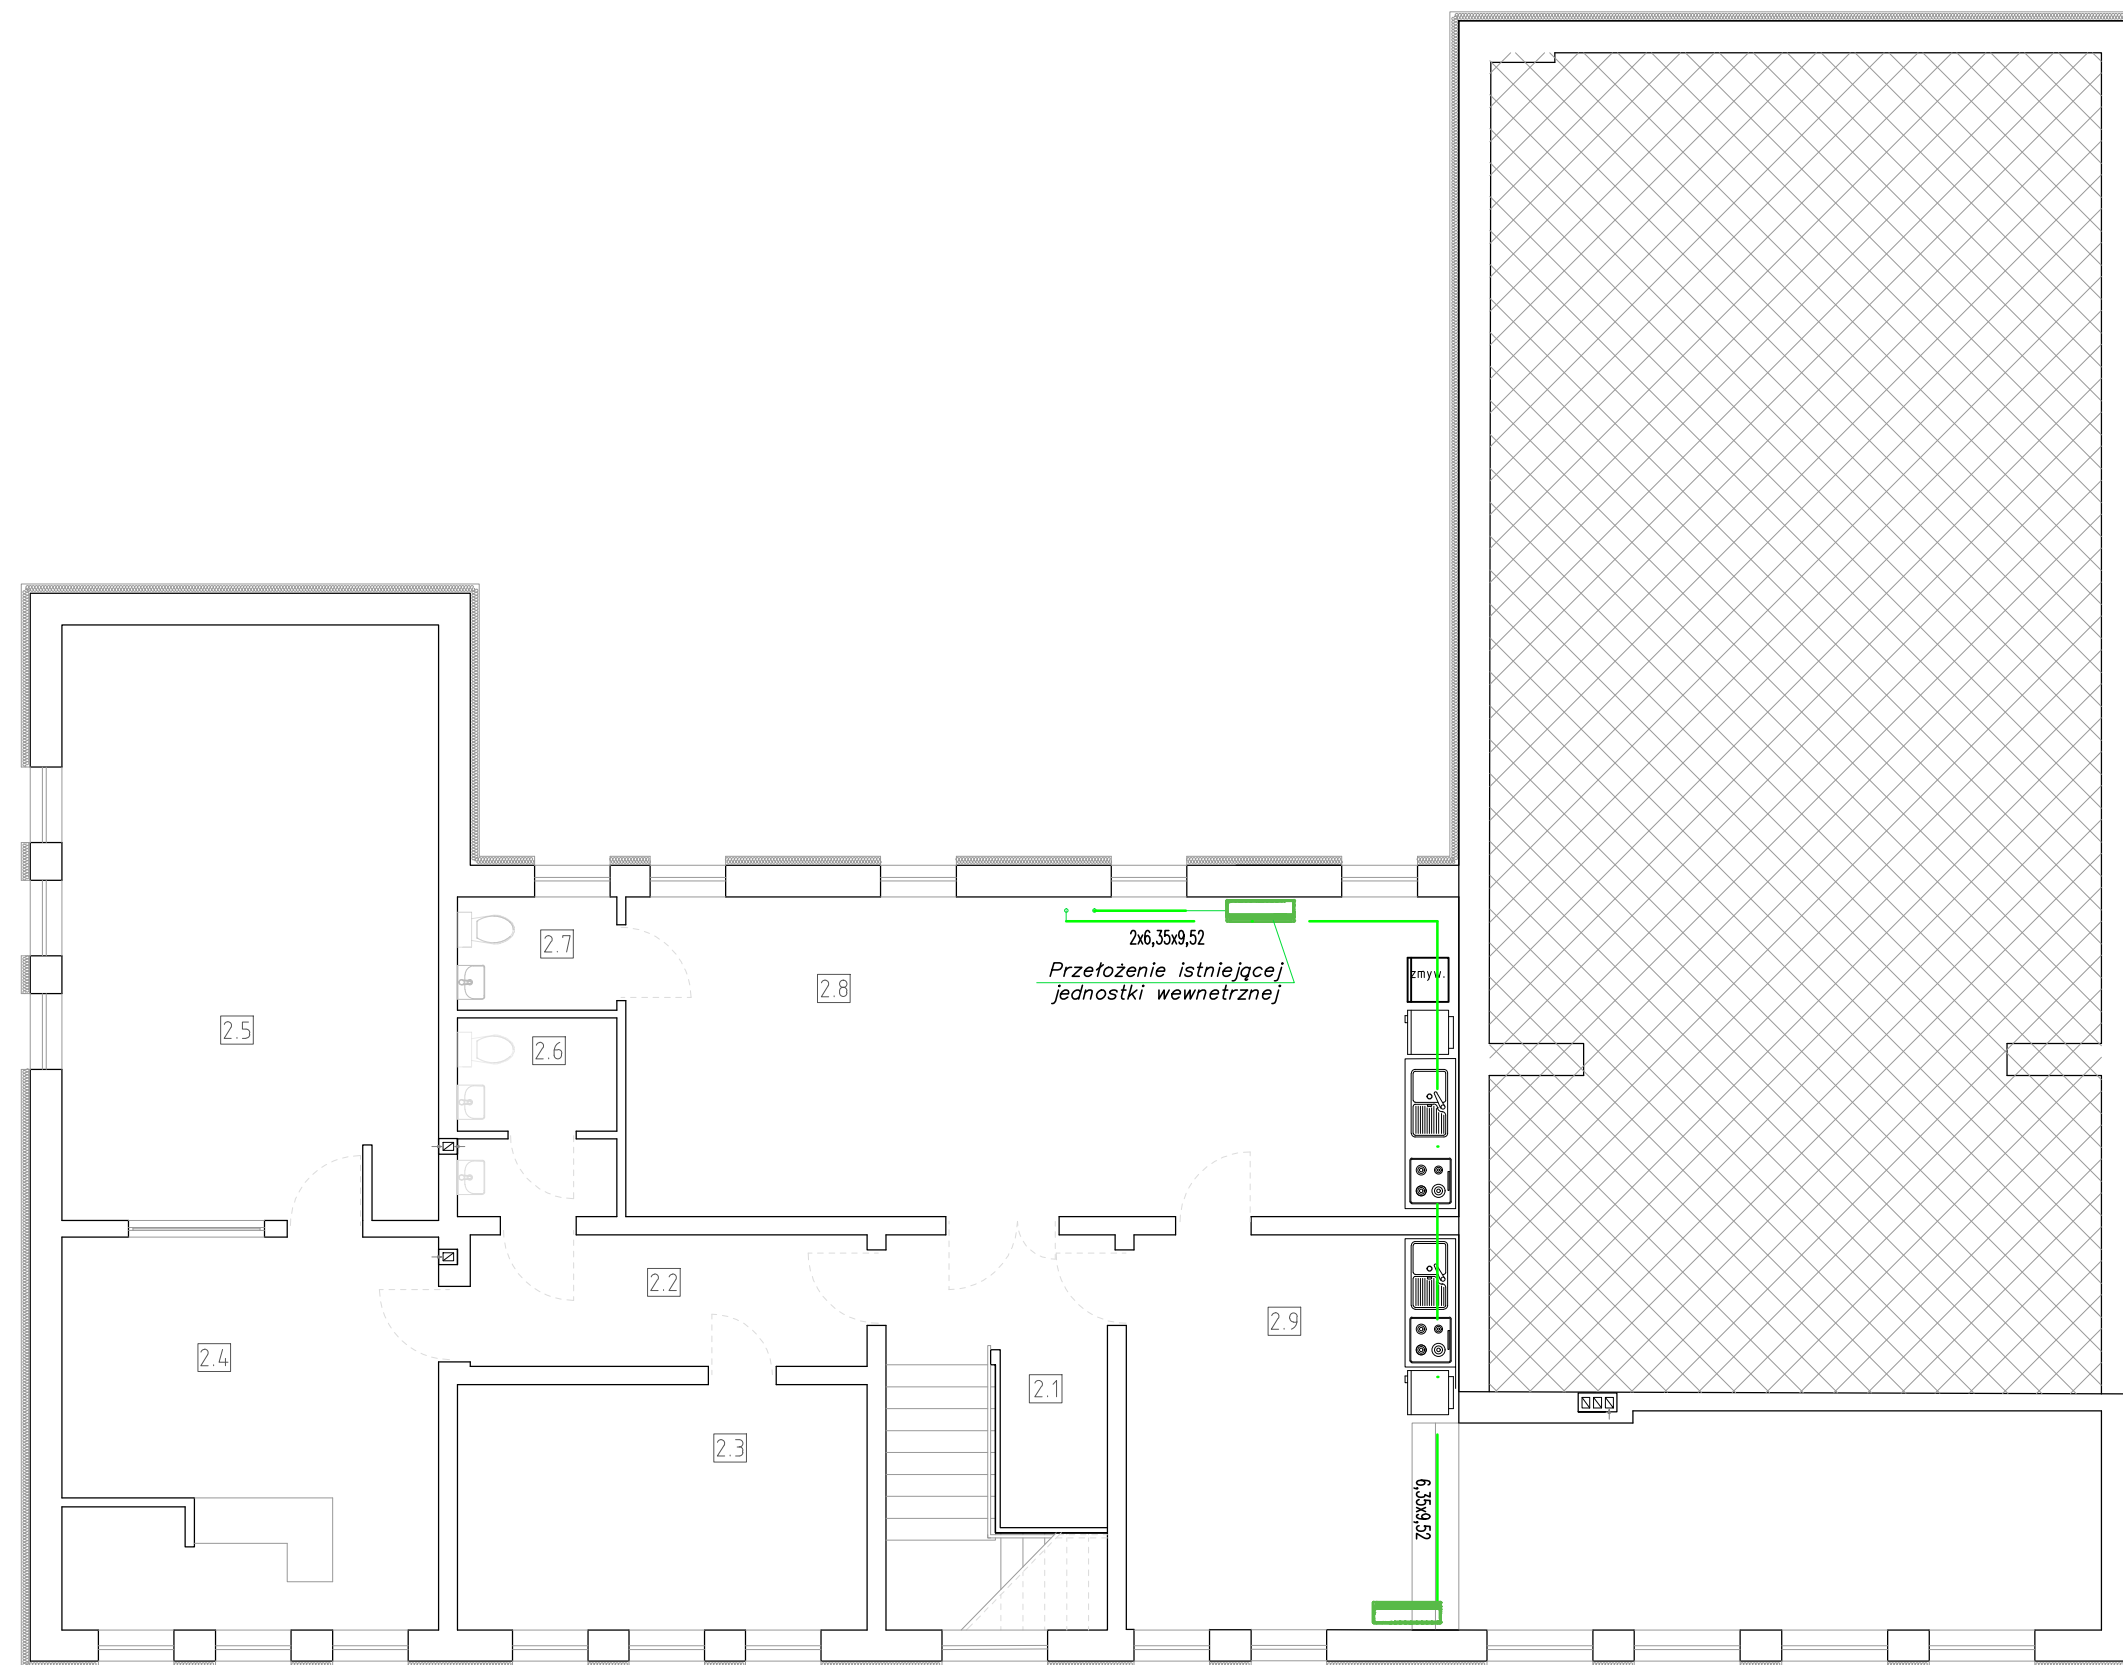 2.7
2x6,35x9,52
Przełożenie istniejącej
jednostki wewnetrznej
zmyw.
2.8
2.5
2.6
2.2
2.9
2.4
2.1
2.3
6,35x9,52